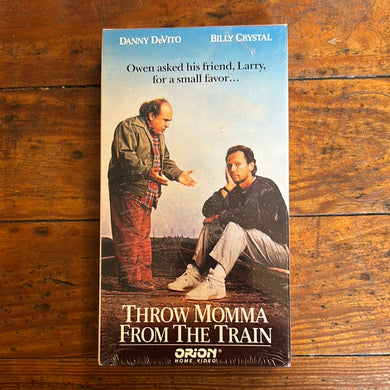 DANNY DEVITO BILLY CRYSTAL
Owen asked his friend, Larry,
for a small favor...
THROW MOMMA
FROM THE TRAIN
ORION®
HOME VIDEO